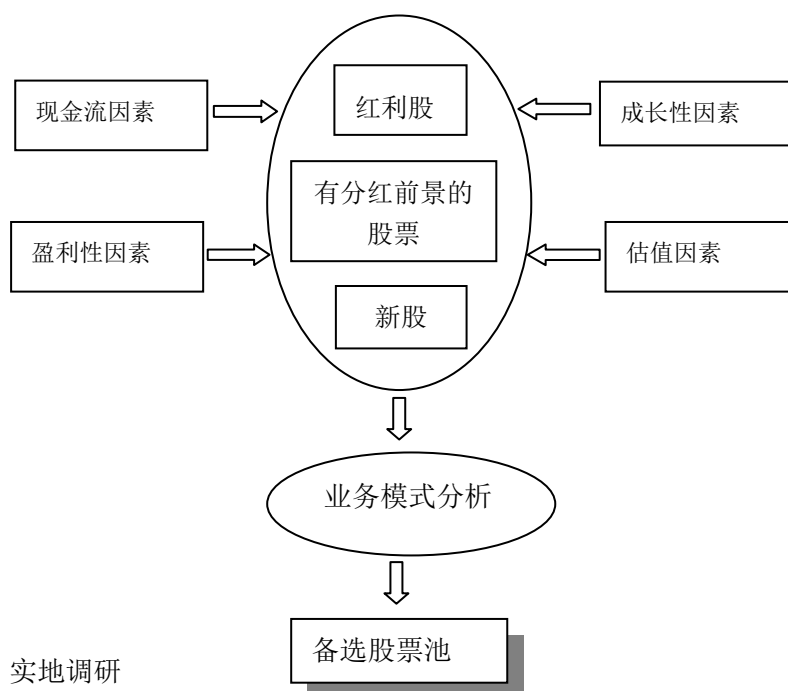 红利股
现金流因素
成长性因素
有分红前景的
股票
盈利性因素
估值因素
新股
业务模式分析
备选股票池
实地调研